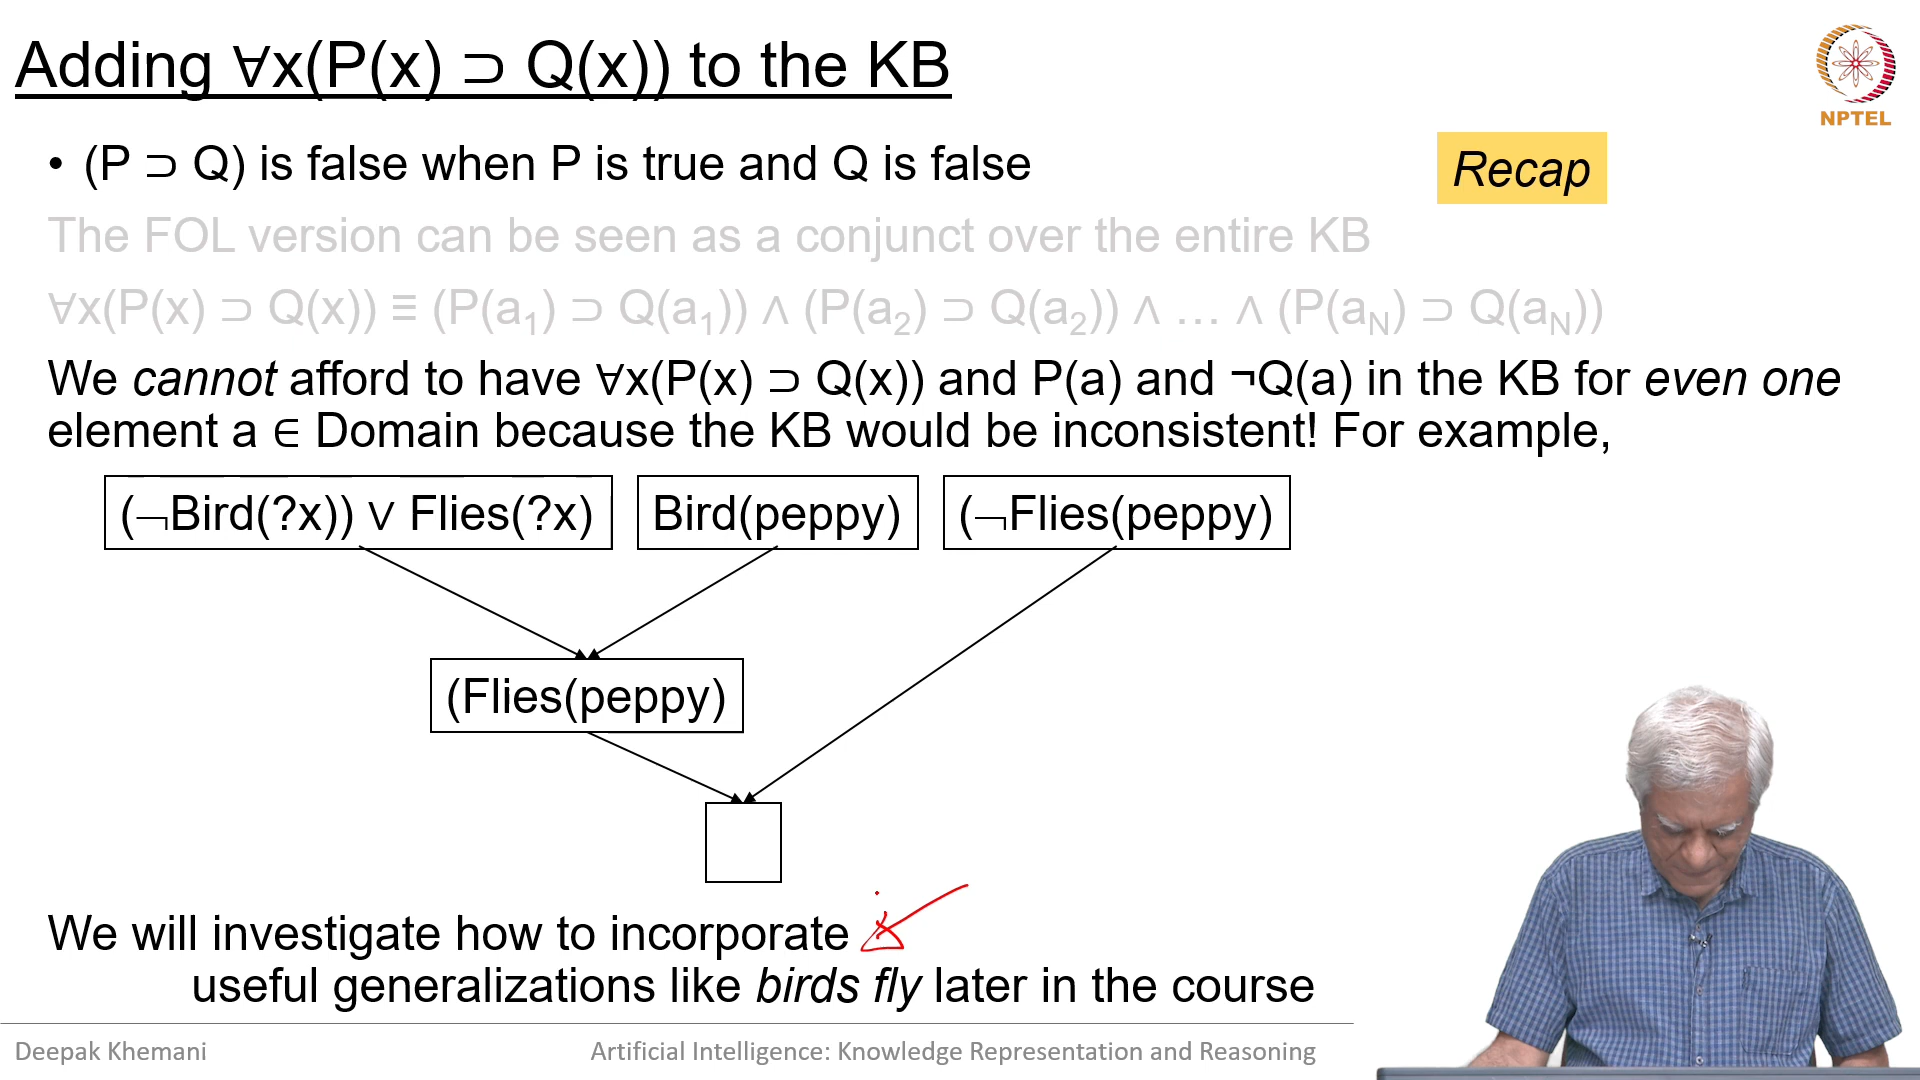 Adding ∀x(P(x) ⊃ Q(x)) to the KB
NPTEL
• (P ⊃ Q) is false when P is true and Q is false
Recap
The FOL version can be seen as a conjunct over the entire KB
∀x(P(x) ⊃ Q(x)) ≡ (P(a₁) ⊃ Q(a₁)) ∧ (P(a₂) ⊃ Q(a₂)) ∧ … ∧ (P(a_N) ⊃ Q(a_N))
We cannot afford to have ∀x(P(x) ⊃ Q(x)) and P(a) and ¬Q(a) in the KB for even one
element a ∈ Domain because the KB would be inconsistent! For example,
(¬Bird(?x)) ∨ Flies(?x)
Bird(peppy)
(¬Flies(peppy)
(Flies(peppy)
We will investigate how to incorporate
useful generalizations like birds fly later in the course
Deepak Khemani
Artificial Intelligence: Knowledge Representation and Reasoning